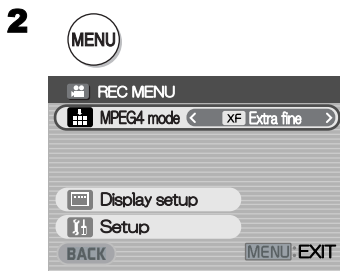 2
MENU
REC MENU
MPEG4 mode < XF Extra fine >
Display setup
Setup
BACK MENU:EXIT